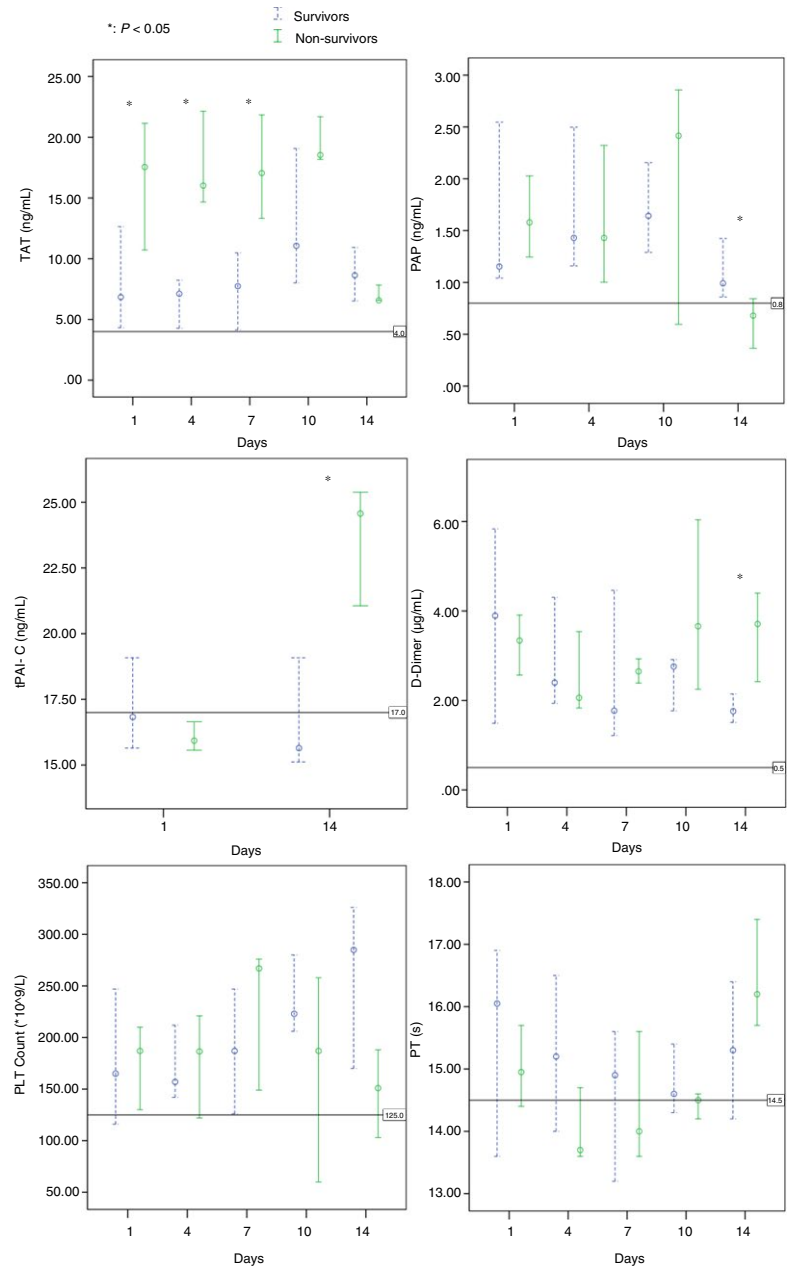 *: P < 0.05
Survivors
Non-survivors
TAT (ng/mL)
25.00
20.00
15.00
10.00
5.00
.00
*
*
*
4.0
1 4 7 10 14
Days
PAP (ng/mL)
3.00
2.50
2.00
1.50
1.00
.50
.00
*
0.8
1 4 10 14
Days
tPAI- C (ng/mL)
25.00
22.50
20.00
17.50
15.00
*
17.0
1 14
Days
D-Dimer (µg/mL)
6.00
4.00
2.00
.00
*
0.5
1 4 7 10 14
Days
PLT Count (*10^9/L)
350.00
300.00
250.00
200.00
150.00
100.00
50.00
125.0
1 4 7 10 14
Days
PT (s)
18.00
17.00
16.00
15.00
14.00
13.00
14.5
1 4 7 10 14
Days